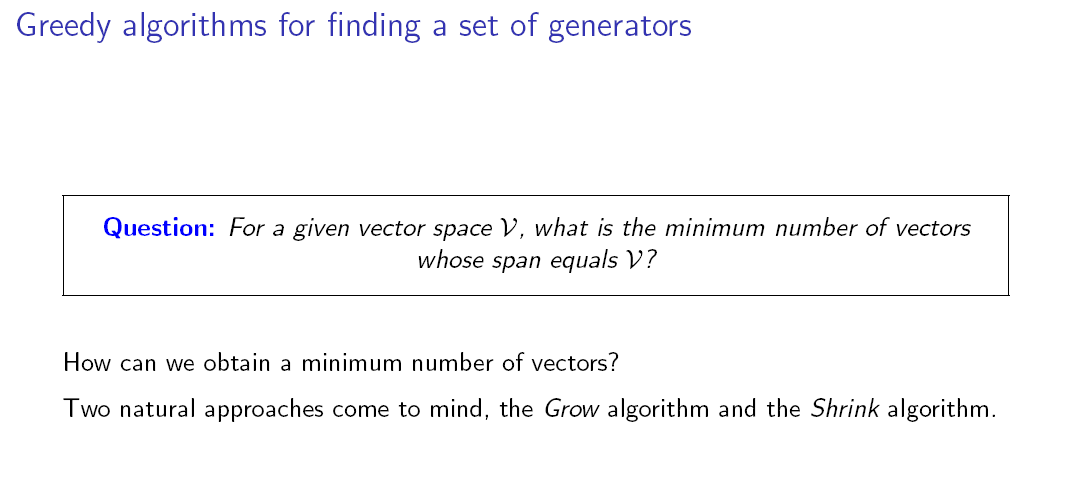 Greedy algorithms for finding a set of generators
Question: For a given vector space 𝒱, what is the minimum number of vectors
whose span equals 𝒱?
How can we obtain a minimum number of vectors?
Two natural approaches come to mind, the Grow algorithm and the Shrink algorithm.